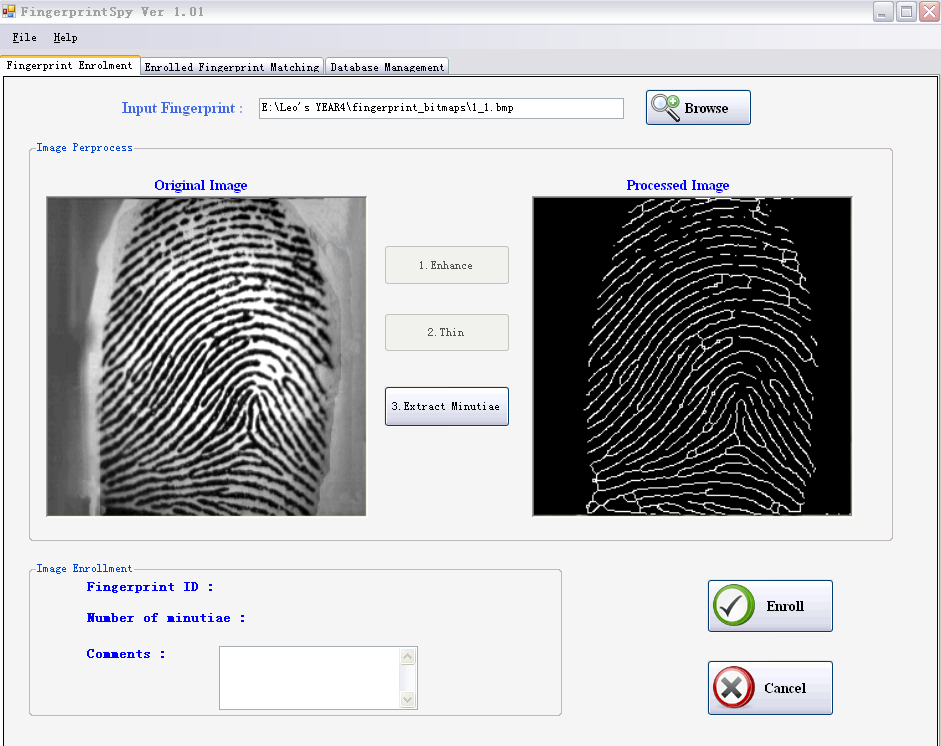 FingerprintSpy Ver 1.01
File Help
Fingerprint Enrolment Enrolled Fingerprint Matching Database Management
Input Fingerprint : E:\Leo's YEAR4\fingerprint_bitmaps\1_1.bmp Browse
Image Perprocess
Original Image Processed Image
1.Enhance
2.Thin
3.Extract Minutiae
Image Enrollment
Fingerprint ID :
Number of minutiae :
Comments :
Enroll
Cancel